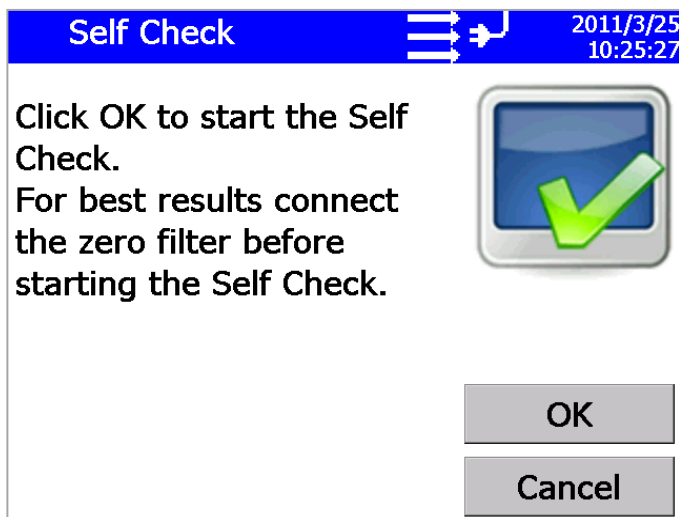 Self Check
2011/3/25
10:25:27
Click OK to start the Self
Check.
For best results connect
the zero filter before
starting the Self Check.
OK
Cancel